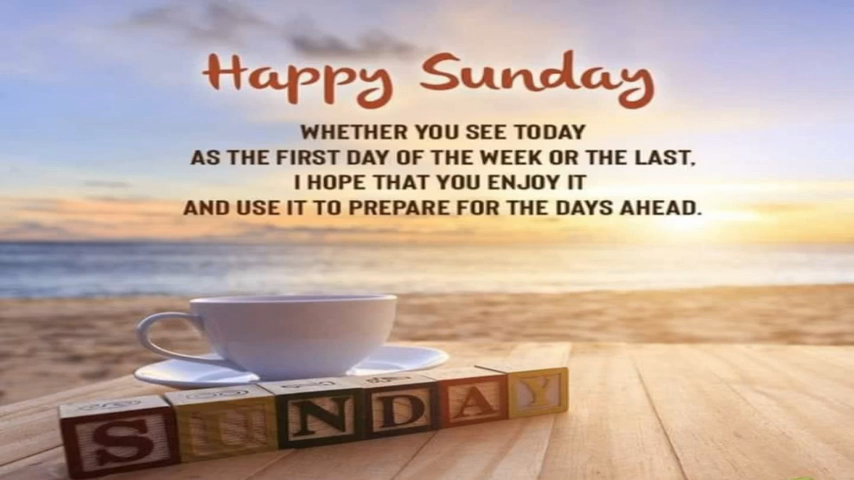 Happy Sunday
WHETHER YOU SEE TODAY
AS THE FIRST DAY OF THE WEEK OR THE LAST,
I HOPE THAT YOU ENJOY IT
AND USE IT TO PREPARE FOR THE DAYS AHEAD.
SUNDAY